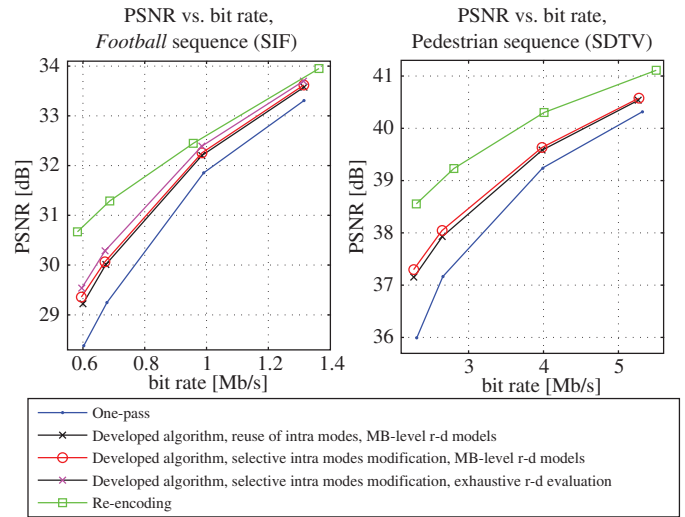 PSNR vs. bit rate,
Football sequence (SIF)
PSNR [dB]
34
33
32
31
30
29
0.6
0.8
1
1.2
1.4
bit rate [Mb/s]
PSNR vs. bit rate,
Pedestrian sequence (SDTV)
PSNR [dB]
41
40
39
38
37
36
3
4
5
bit rate [Mb/s]
One-pass
Developed algorithm, reuse of intra modes, MB-level r-d models
Developed algorithm, selective intra modes modification, MB-level r-d models
Developed algorithm, selective intra modes modification, exhaustive r-d evaluation
Re-encoding